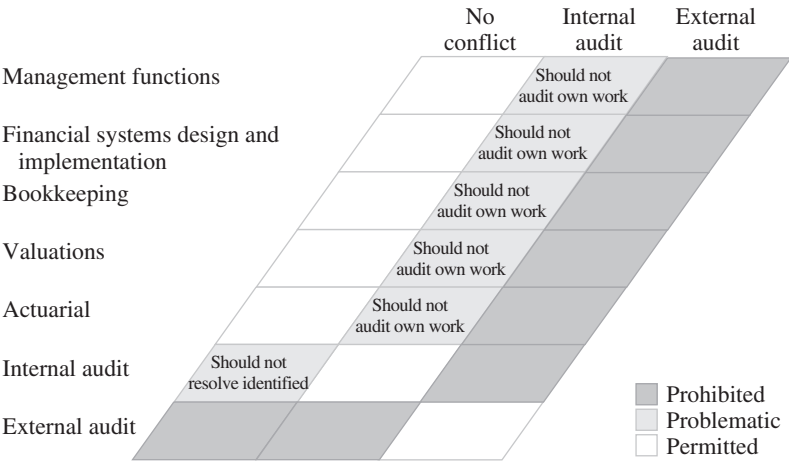 No conflict
Internal audit
External audit
Management functions
Should not
audit own work
Financial systems design and
implementation
Should not
audit own work
Bookkeeping
Should not
audit own work
Valuations
Should not
audit own work
Actuarial
Should not
audit own work
Internal audit
Should not
resolve identified
External audit
Prohibited
Problematic
Permitted